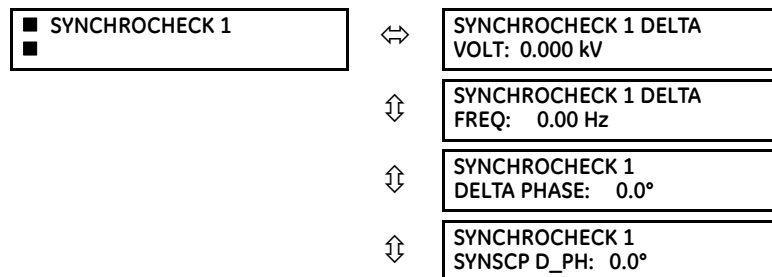 SYNCHROCHECK 1
SYNCHROCHECK 1 DELTA
VOLT: 0.000 kV
SYNCHROCHECK 1 DELTA
FREQ: 0.00 Hz
SYNCHROCHECK 1
DELTA PHASE: 0.0°
SYNCHROCHECK 1
SYNSCP D_PH: 0.0°